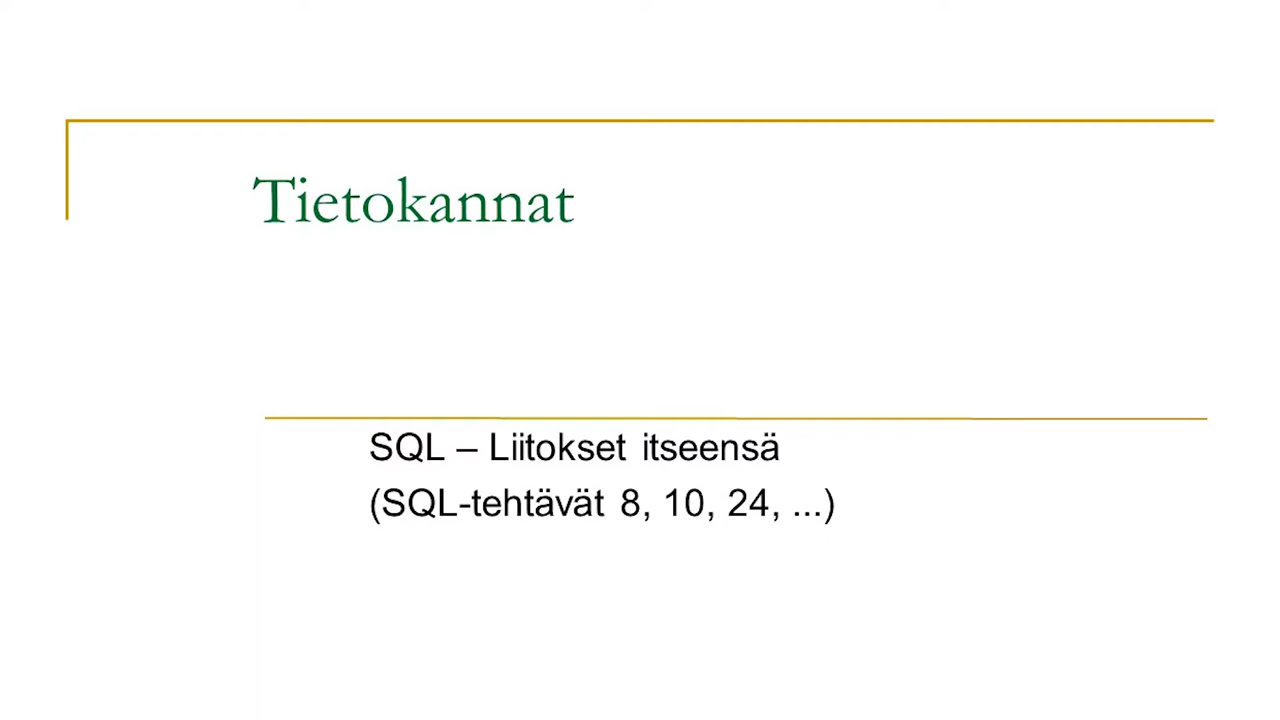 Tietokannat
SQL – Liitokset itseensä
(SQL-tehtävät 8, 10, 24, ...)